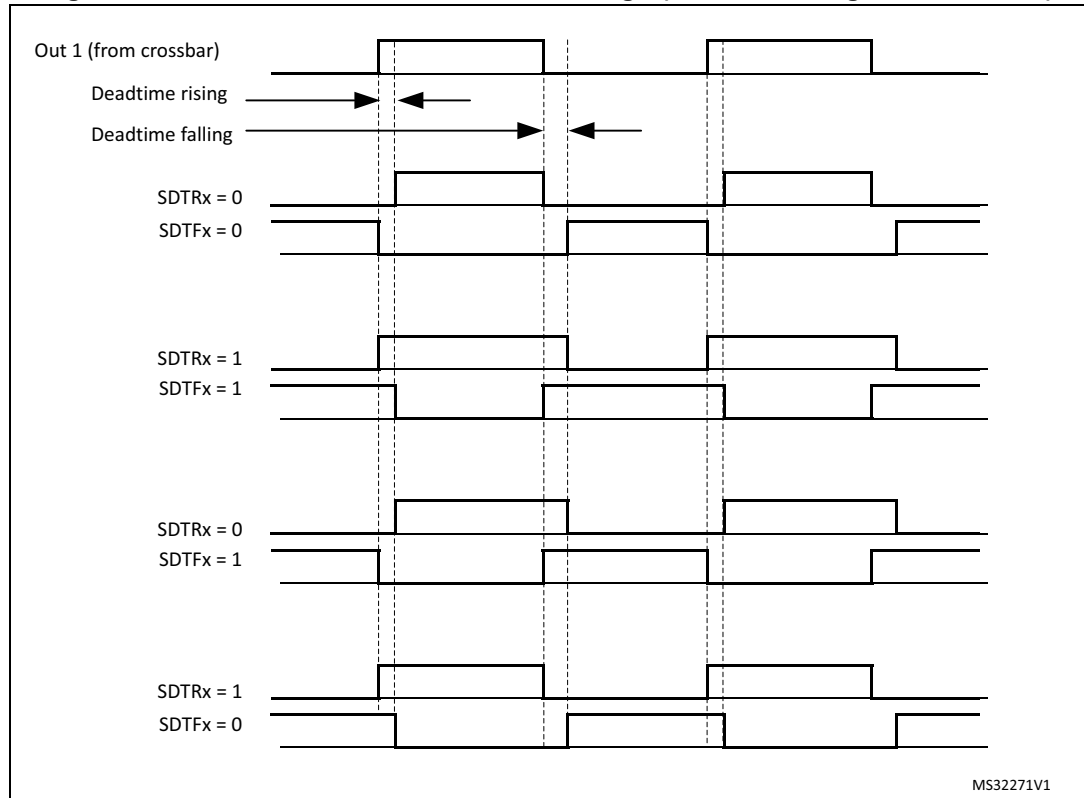 Out 1 (from crossbar)
Deadtime rising
Deadtime falling
SDTRx = 0
SDTFx = 0
SDTRx = 1
SDTFx = 1
SDTRx = 0
SDTFx = 1
SDTRx = 1
SDTFx = 0
MS32271V1